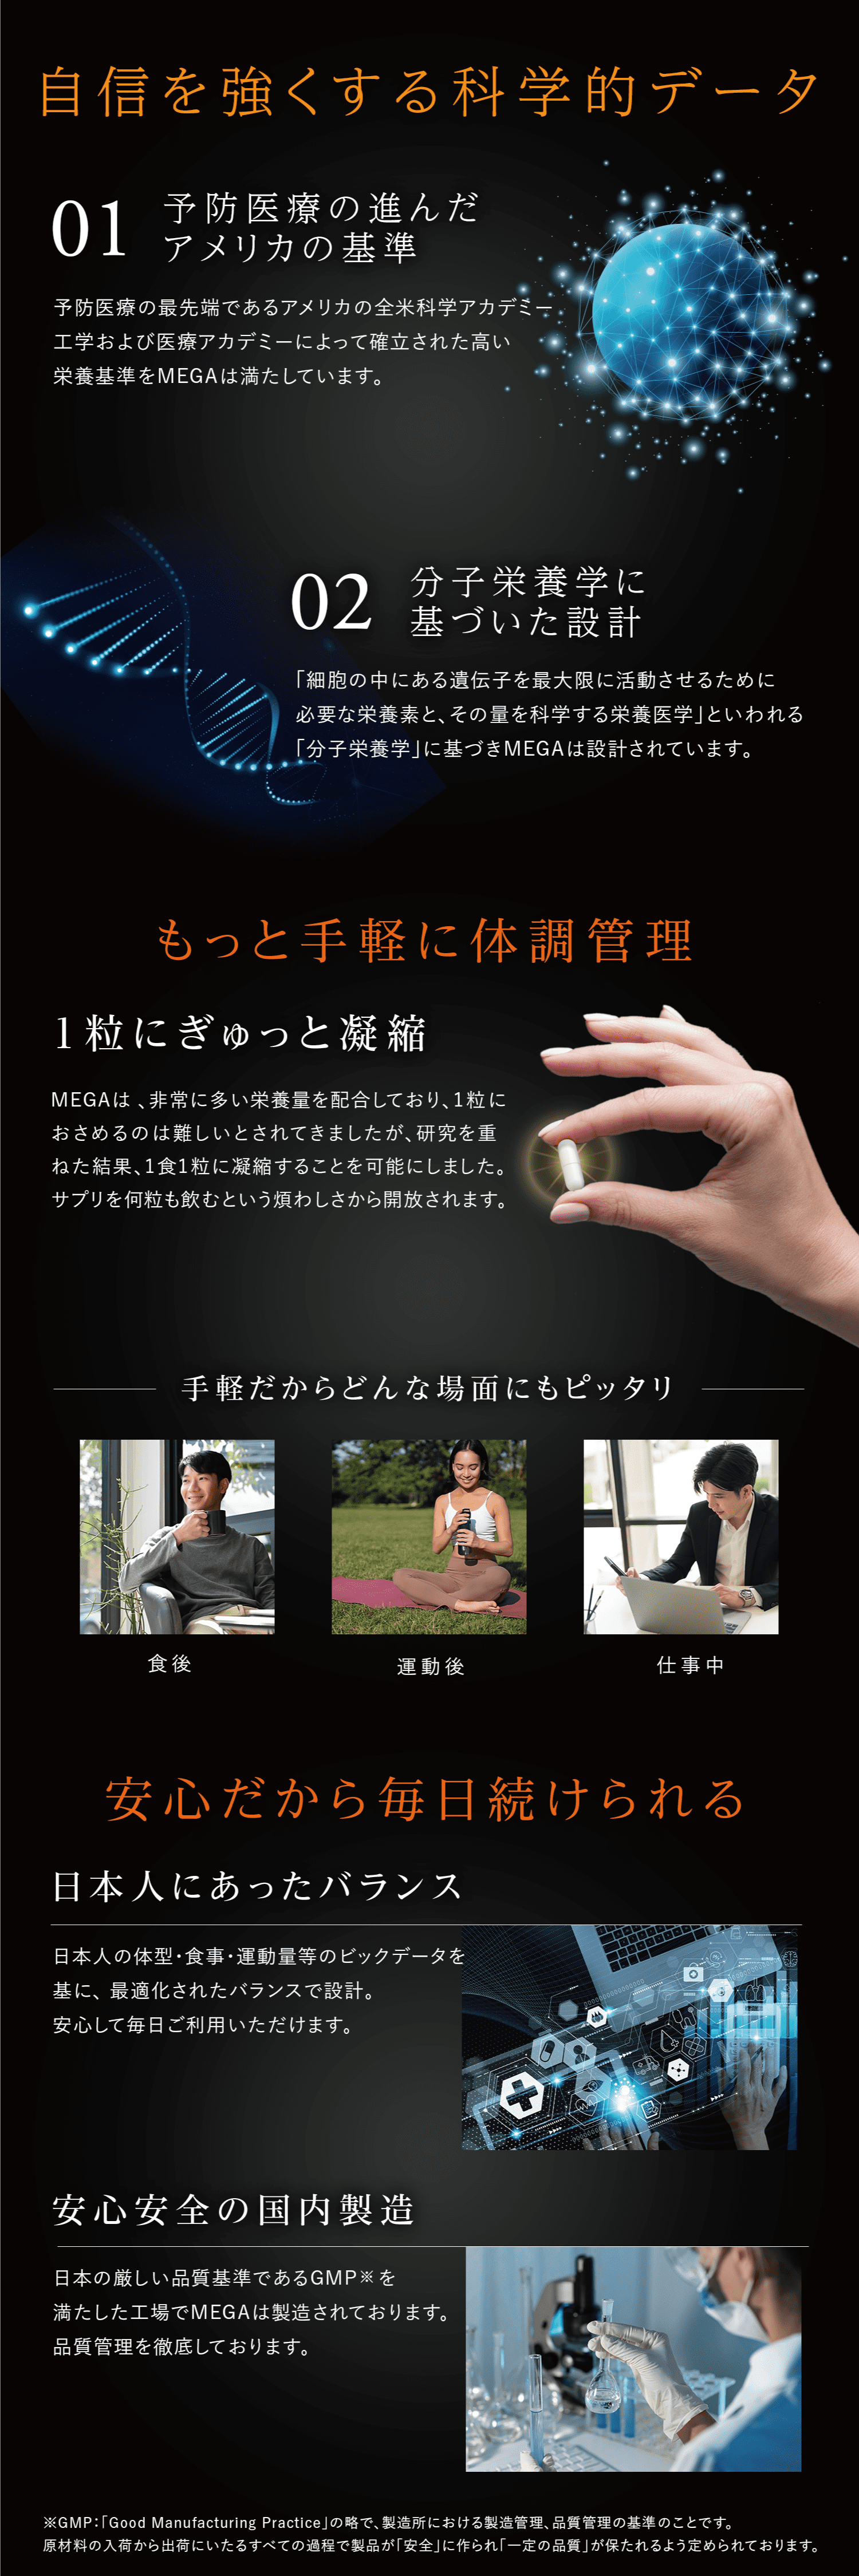 自信を強くする科学的データ
01
予防医療の進んだ
アメリカの基準
予防医療の最先端であるアメリカの全米科学アカデミー
工学および医療アカデミーによって確立された高い
栄養基準をMEGAは満たしています。
02
分子栄養学に
基づいた設計
「細胞の中にある遺伝子を最大限に活動させるために
必要な栄養素と、その量を科学する栄養医学」といわれる
「分子栄養学」に基づきMEGAは設計されています。
もっと手軽に体調管理
1粒にぎゅっと凝縮
MEGAは、非常に多い栄養量を配合しており、1粒に
おさめるのは難しいとされてきましたが、研究を重
ねた結果、1食1粒に凝縮することを可能にしました。
サプリを何粒も飲むという煩わしさから開放されます。
手軽だからどんな場面にもピッタリ
食後
運動後
仕事中
安心だから毎日続けられる
日本人にあったバランス
日本人の体型・食事・運動量等のビックデータを
基に、最適化されたバランスで設計。
安心して毎日ご利用いただけます。
安心安全の国内製造
日本の厳しい品質基準であるGMP※を
満たした工場でMEGAは製造されております。
品質管理を徹底しております。
※GMP：「Good Manufacturing Practice」の略で、製造所における製造管理、品質管理の基準のことです。
原材料の入荷から出荷にいたるすべての過程で製品が「安全」に作られ「一定の品質」が保たれるよう定められております。